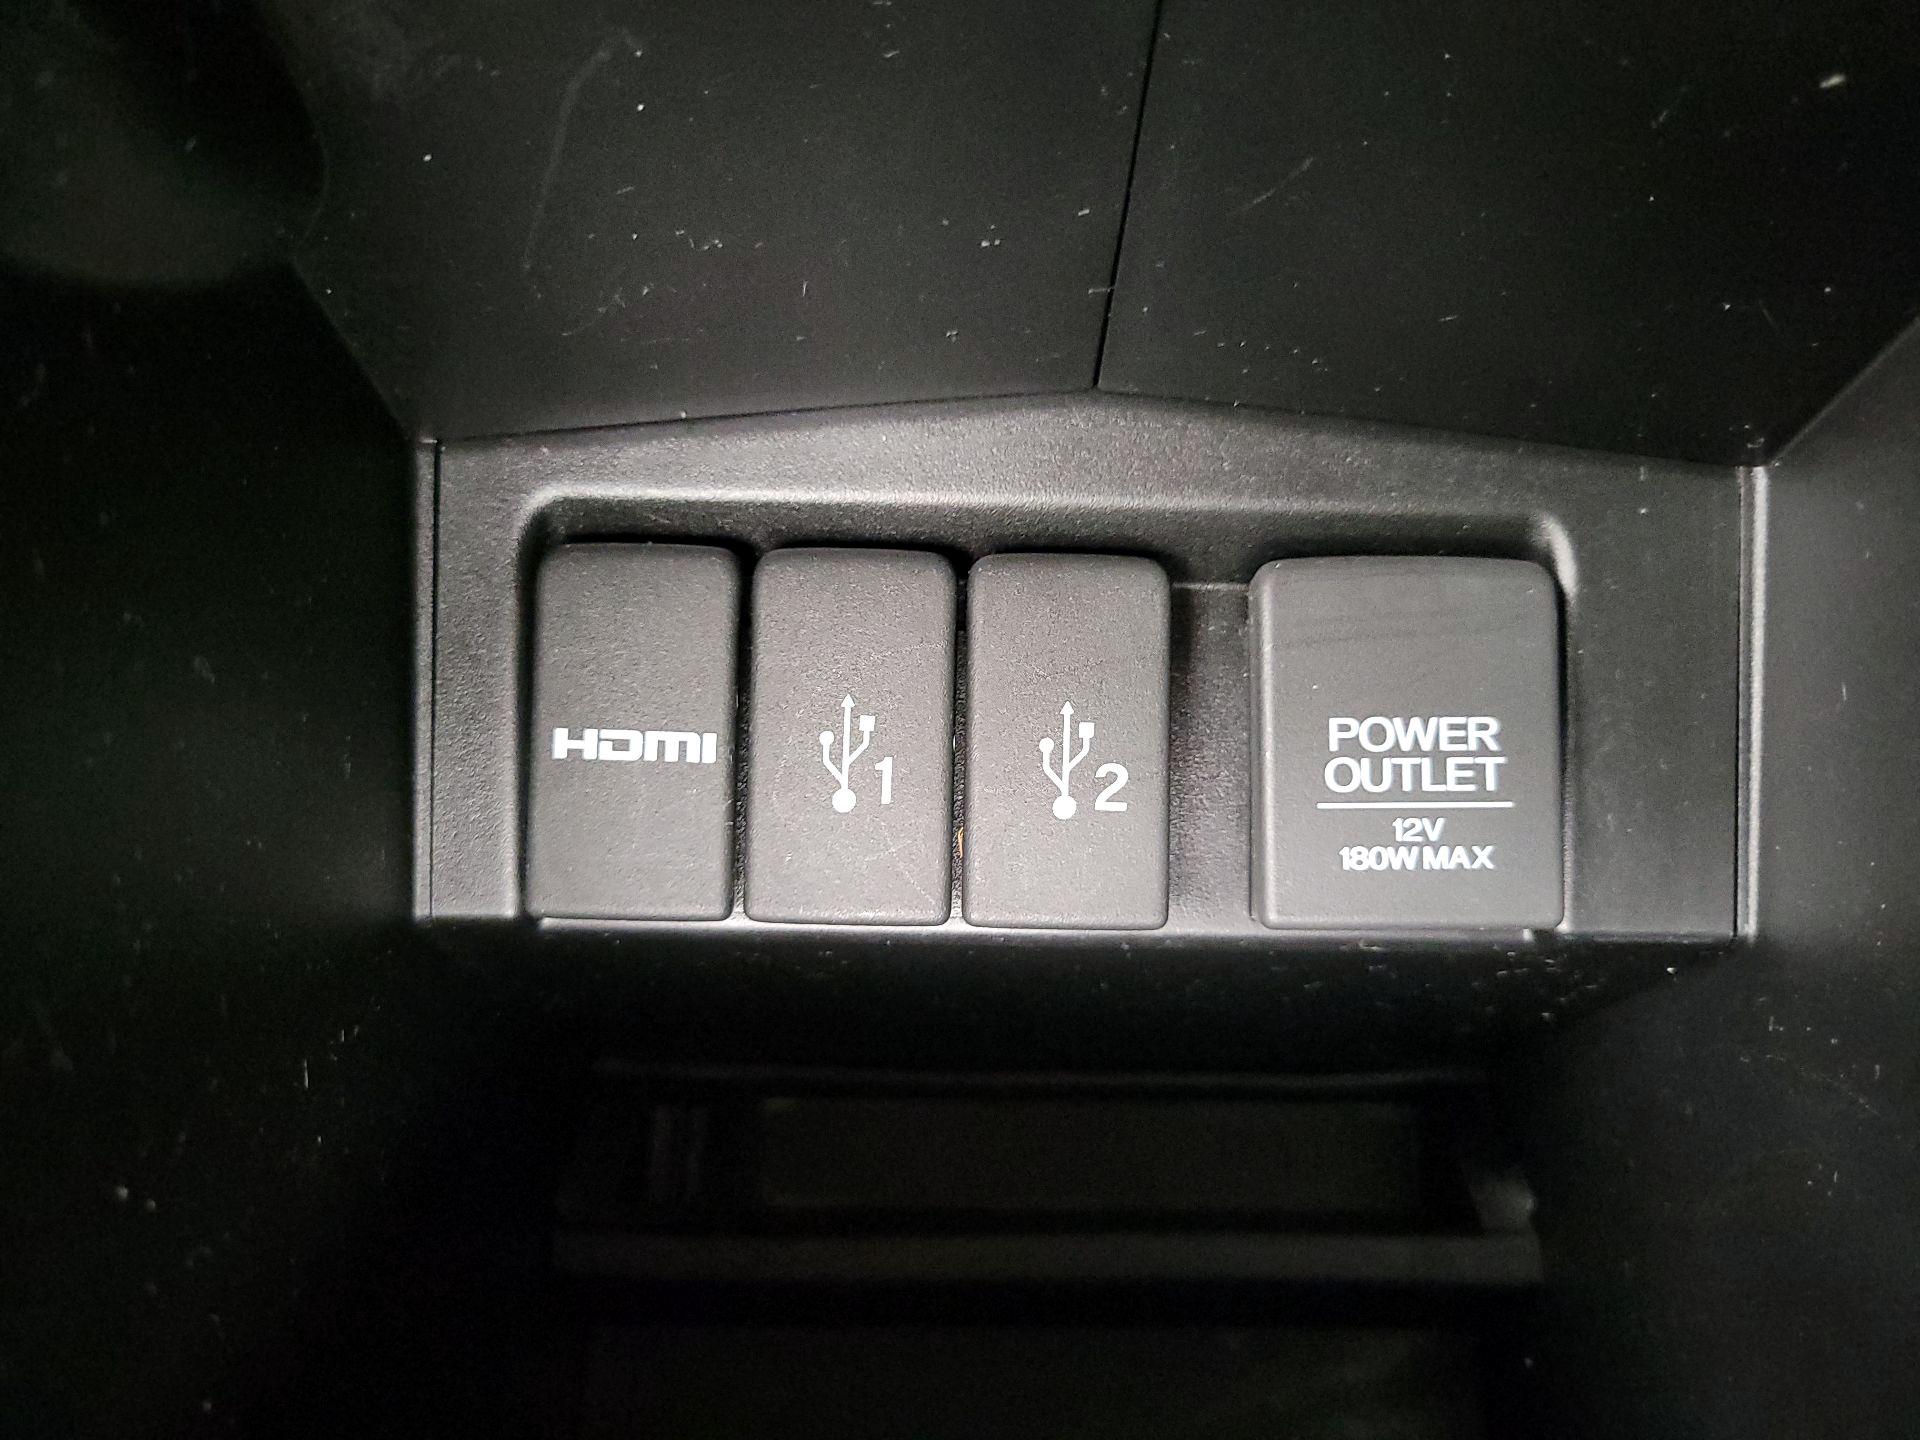 HDMI
1
2
POWER
OUTLET
12V
180W MAX